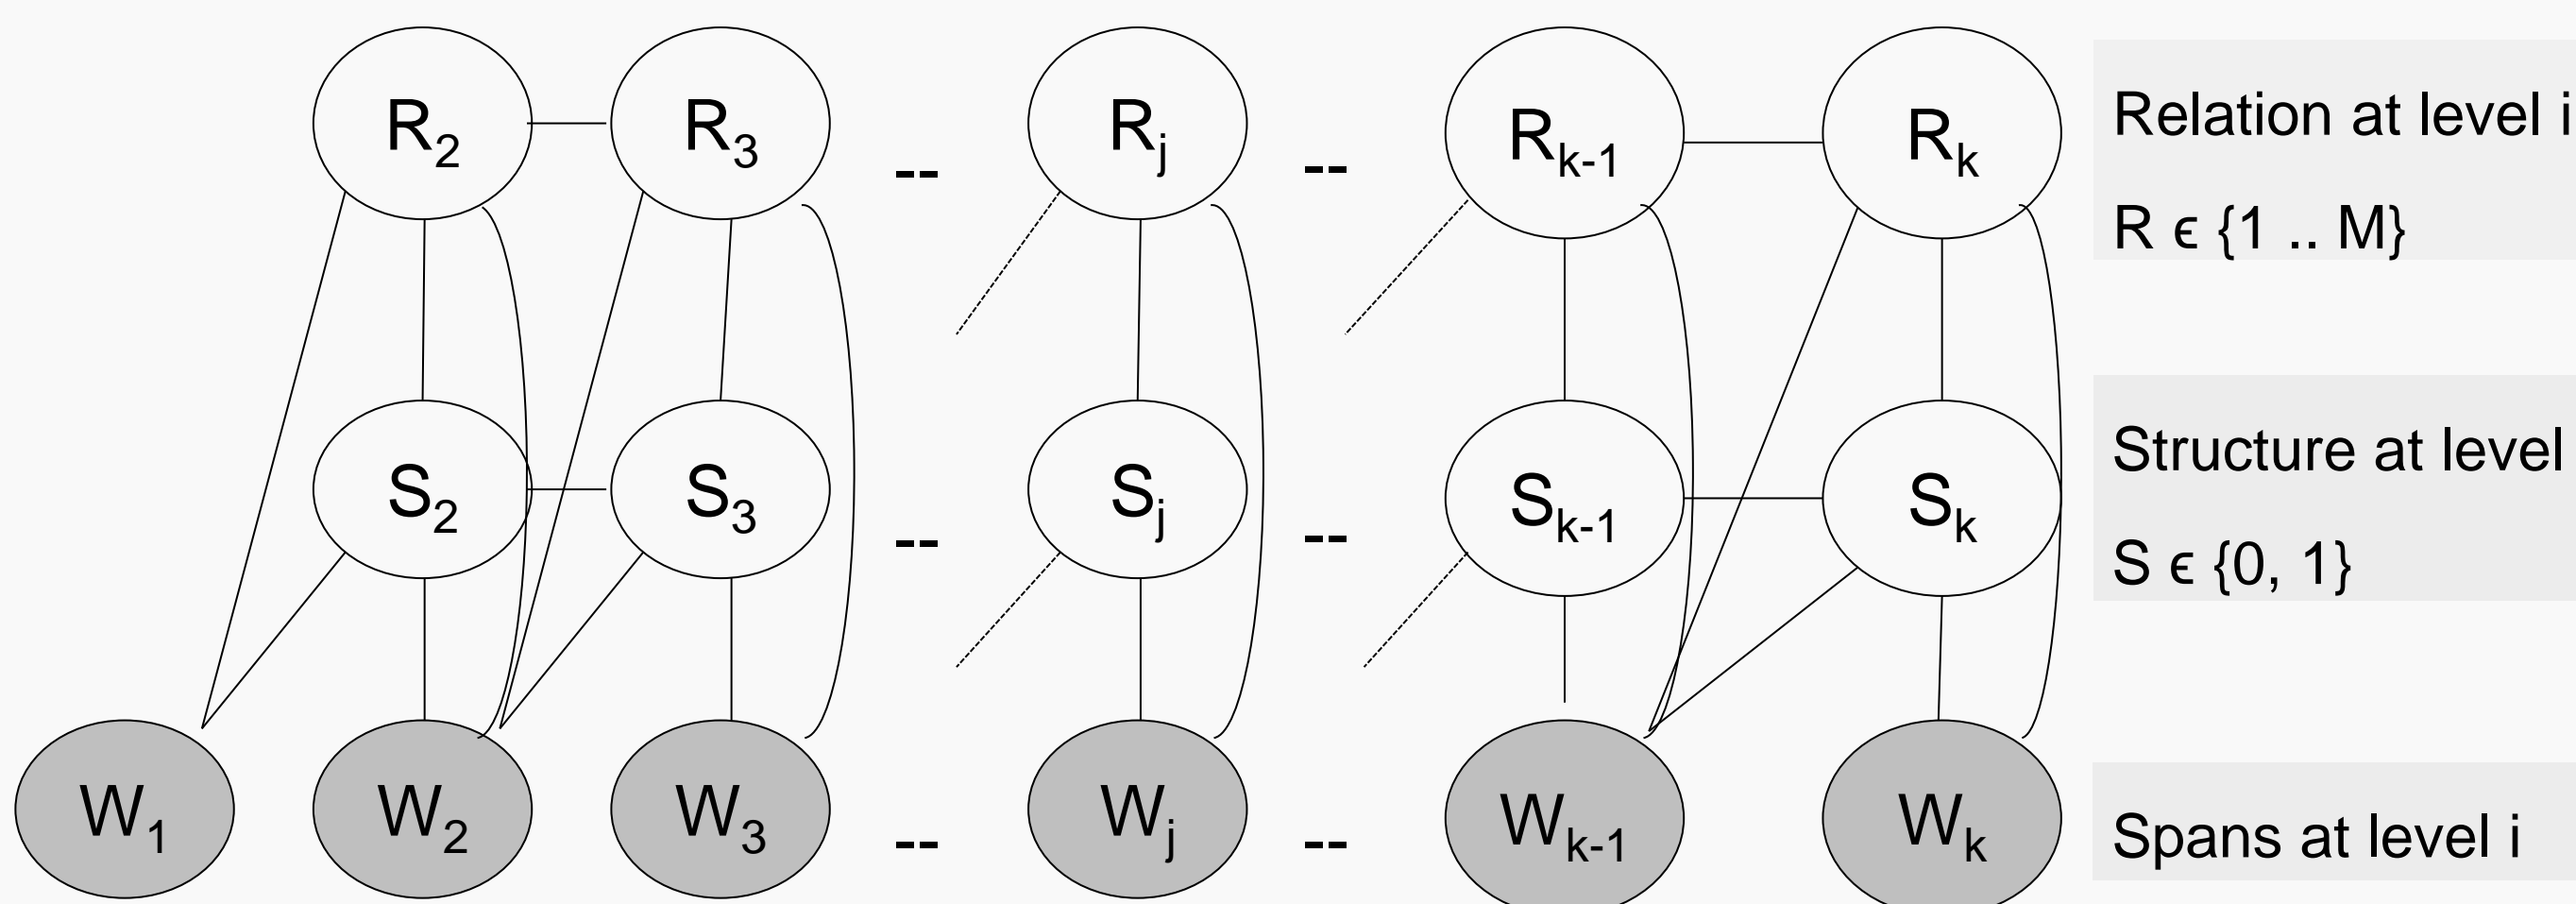 R₂ R₃ -- Rⱼ -- Rₖ₋₁ Rₖ
Relation at level i
R ϵ {1 .. M}
S₂ S₃ -- Sⱼ -- Sₖ₋₁ Sₖ
Structure at level
S ϵ {0, 1}
W₁ W₂ W₃ -- Wⱼ -- Wₖ₋₁ Wₖ
Spans at level i